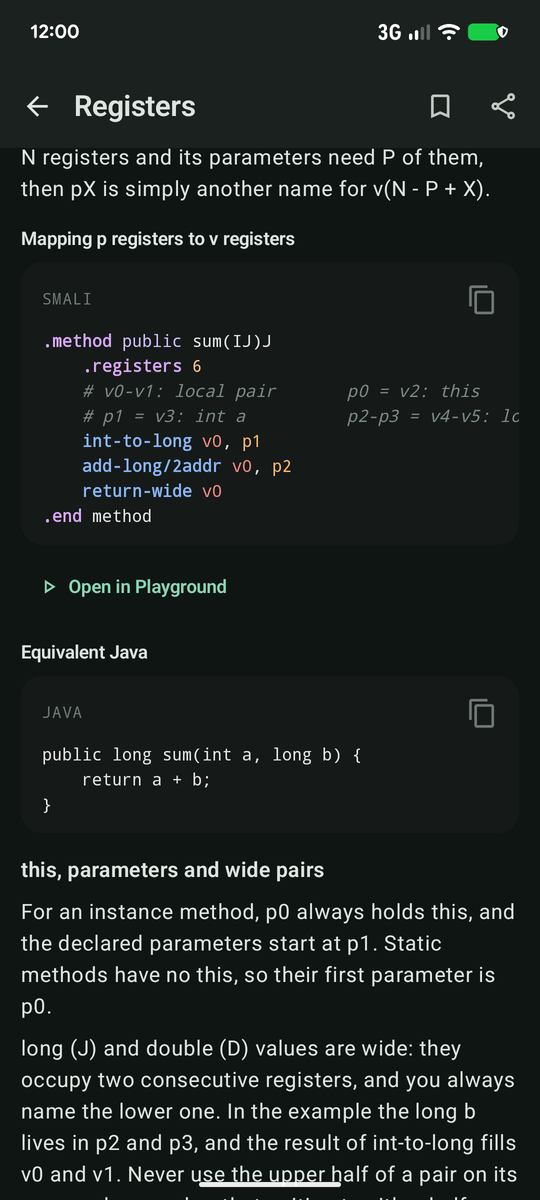 12:00
3G
Registers
N registers and its parameters need P of them,
then pX is simply another name for v(N - P + X).
Mapping p registers to v registers
SMALI
.method public sum(IJ)J
.registers 6
# v0-v1: local pair p0 = v2: this
# p1 = v3: int a p2-p3 = v4-v5: lo
int-to-long v0, p1
add-long/2addr v0, p2
return-wide v0
.end method
Open in Playground
Equivalent Java
JAVA
public long sum(int a, long b) {
return a + b;
}
this, parameters and wide pairs
For an instance method, p0 always holds this, and
the declared parameters start at p1. Static
methods have no this, so their first parameter is
p0.
long (J) and double (D) values are wide: they
occupy two consecutive registers, and you always
name the lower one. In the example the long b
lives in p2 and p3, and the result of int-to-long fills
v0 and v1. Never use the upper half of a pair on its